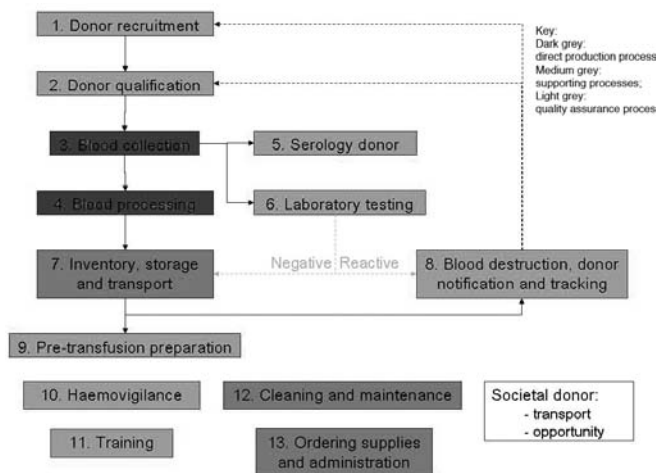 1. Donor recruitment
Key:
Dark grey:
direct production process
Medium grey:
supporting processes;
Light grey:
quality assurance process
2. Donor qualification
3. Blood collection
5. Serology donor
4. Blood processing
6. Laboratory testing
7. Inventory, storage
and transport
Negative
Reactive
8. Blood destruction, donor
notification and tracking
9. Pre-transfusion preparation
10. Haemovigilance
12. Cleaning and maintenance
Societal donor:
- transport
- opportunity
11. Training
13. Ordering supplies
and administration